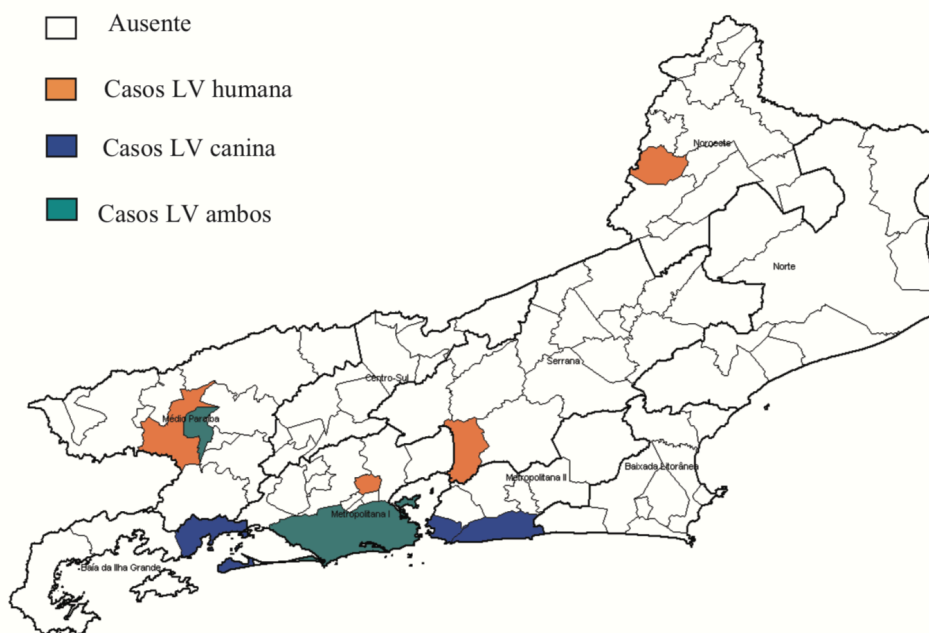 Ausente
Casos LV humana
Casos LV canina
Casos LV ambos
Noroeste
Norte
Serrana
Centro-Sul
Médio Paraíba
Baixada Litorânea
Metropolitana II
Metropolitana I
Baía da Ilha Grande